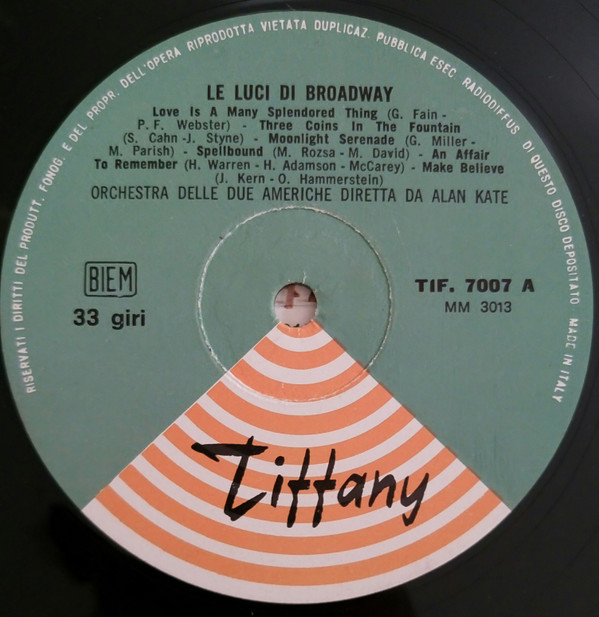 RISERVATI I DIRITTI DEL PRODUTT. FONOG. E DEL PROPR. DELL'OPERA RIPRODOTTA VIETATA DUPLICAZ. PUBBLICA ESEC. RADIODIFFUS. DI QUESTO DISCO DEPOSITATO MADE IN ITALY
LE LUCI DI BROADWAY
Love Is A Many Splendored Thing (G. Fain -
P. F. Webster) - Three Coins In The Fountain
(S. Cahn -J. Styne) - Moonlight Serenade (G. Miller -
M. Parish) - Spellbound (M. Rozsa - M. David) - An Affair
To Remember (H. Warren - H. Adamson - McCarey) - Make Believe
(J. Kern - O. Hammerstein)
ORCHESTRA DELLE DUE AMERICHE DIRETTA DA ALAN KATE
BIEM
33 giri
TIF. 7007 A
MM 3013
Tiffany